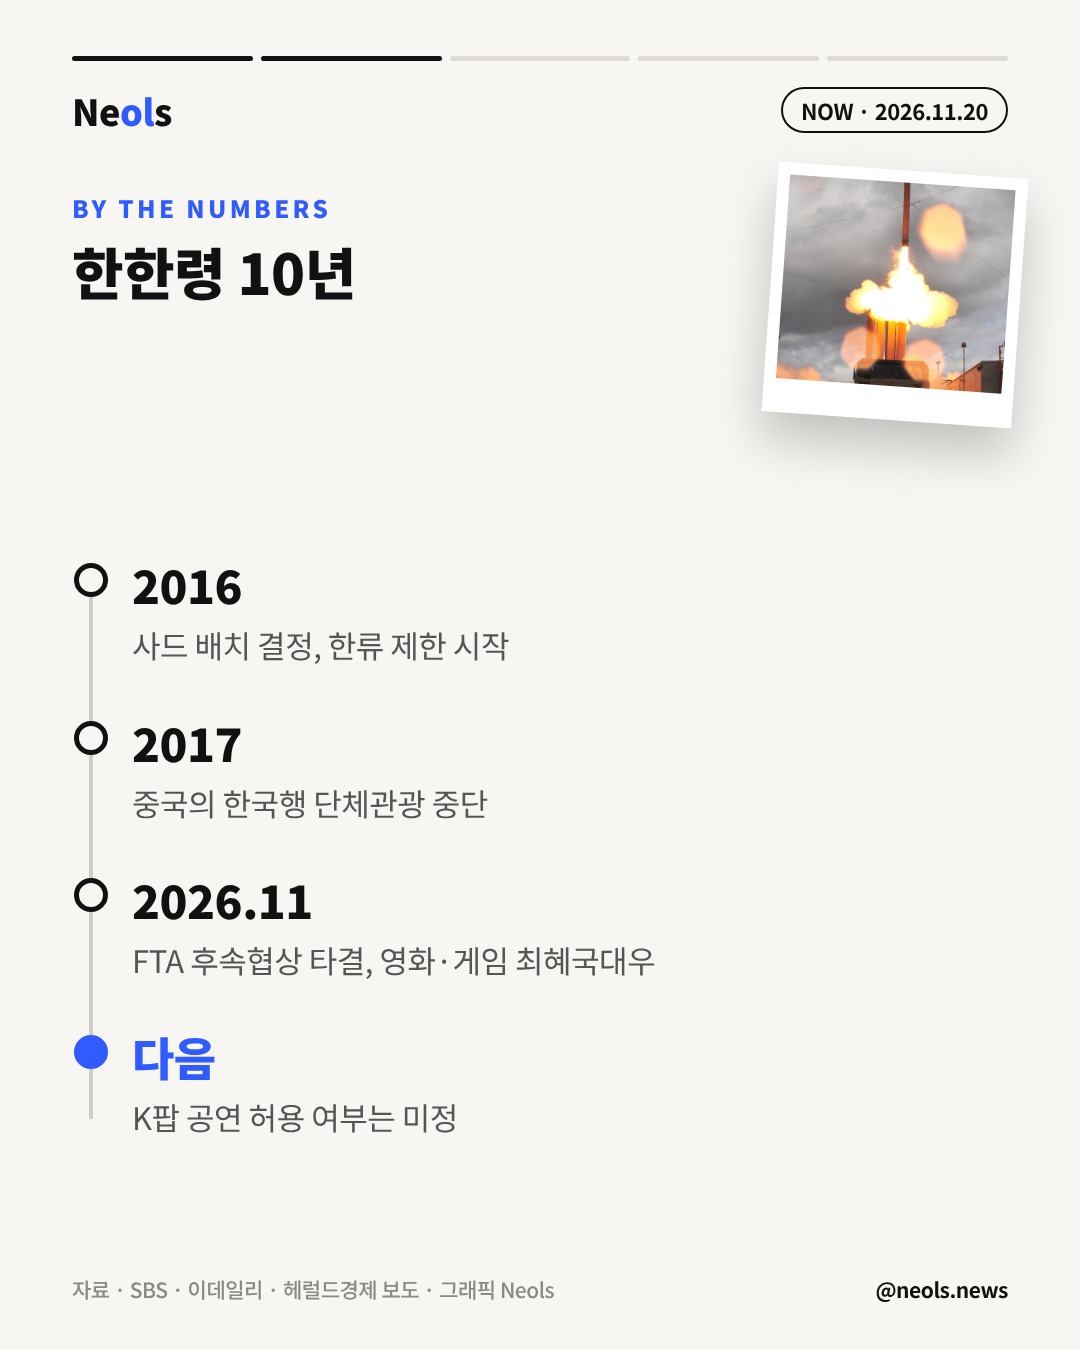 Neols
NOW · 2026.11.20
BY THE NUMBERS
한한령 10년
2016
사드 배치 결정, 한류 제한 시작
2017
중국의 한국행 단체관광 중단
2026.11
FTA 후속협상 타결, 영화·게임 최혜국대우
다음
K팝 공연 허용 여부는 미정
자료 · SBS · 이데일리 · 헤럴드경제 보도 · 그래픽 Neols
@neols.news